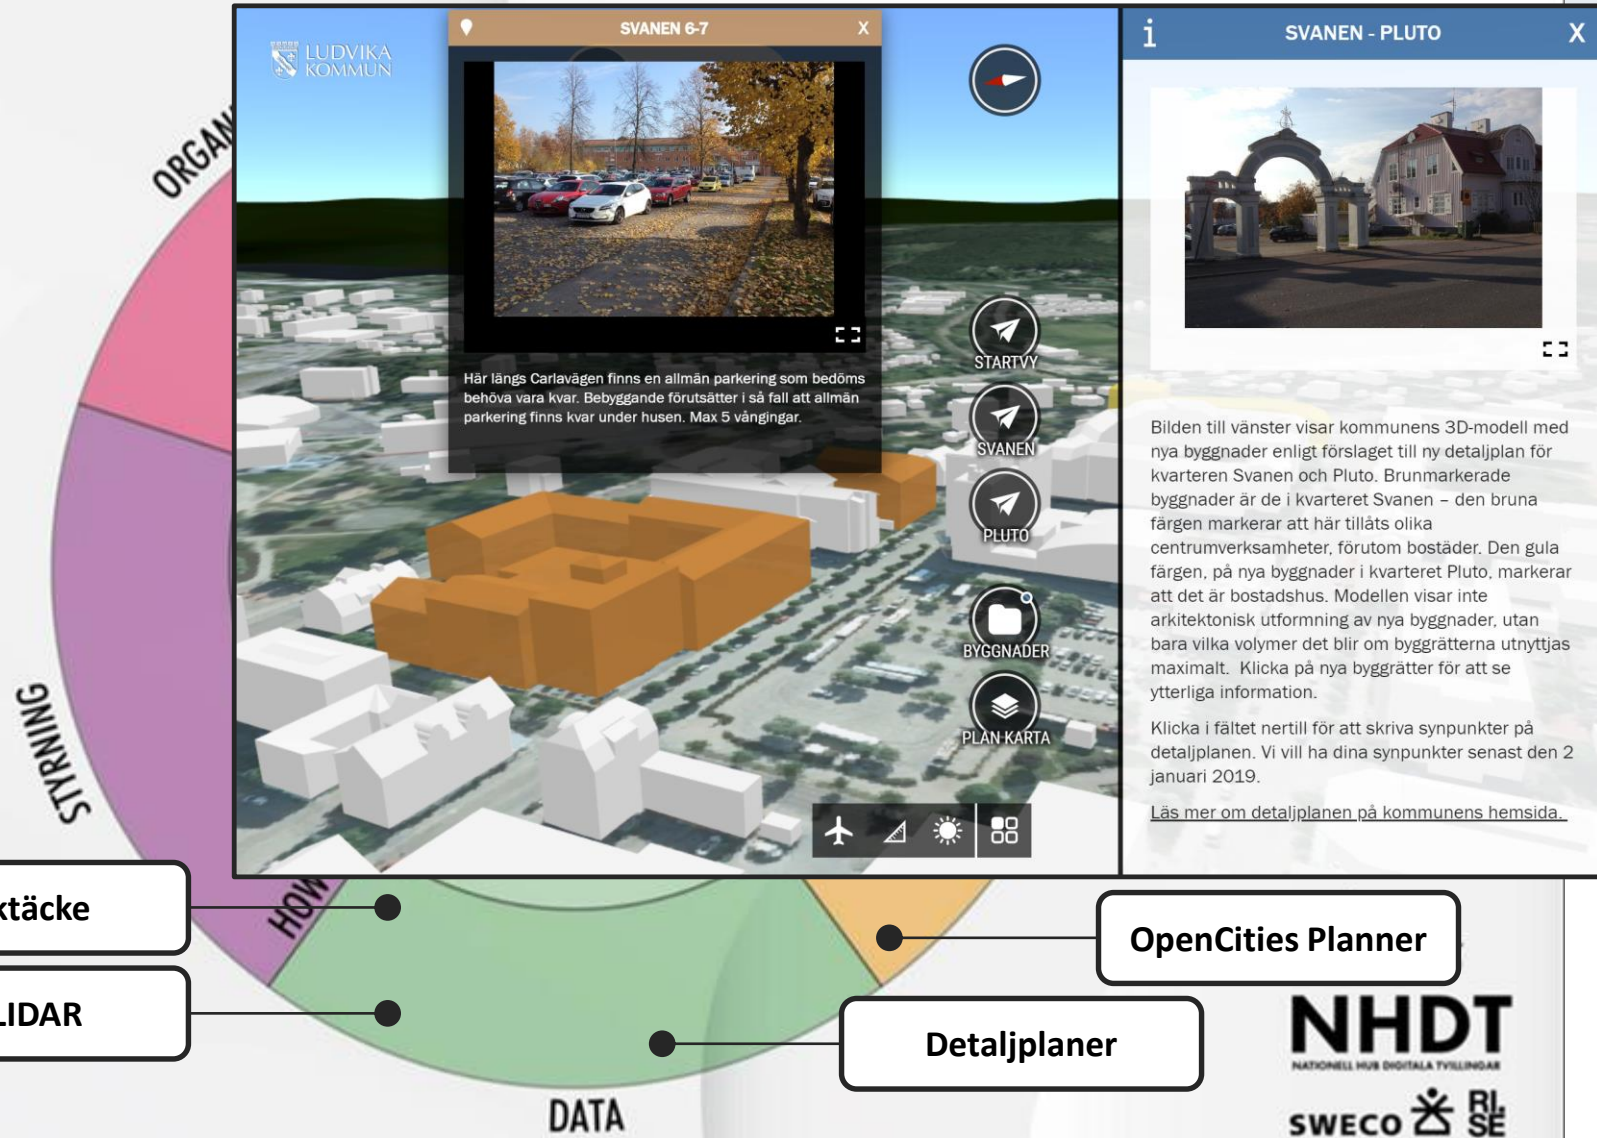 LUDVIKA
KOMMUN
SVANEN 6-7
X
Här längs Carlavägen finns en allmän parkering som bedöms
behöva vara kvar. Bebyggande förutsätter i så fall att allmän
parkering finns kvar under husen. Max 5 vångingar.
STARTVY
SVANEN
PLUTO
BYGGNADER
PLAN KARTA
i
SVANEN - PLUTO
X
Bilden till vänster visar kommunens 3D-modell med
nya byggnader enligt förslaget till ny detaljplan för
kvarteren Svanen och Pluto. Brunmarkerade
byggnader är de i kvarteret Svanen – den bruna
färgen markerar att här tillåts olika
centrumverksamheter, förutom bostäder. Den gula
färgen, på nya byggnader i kvarteret Pluto, markerar
att det är bostadshus. Modellen visar inte
arkitektonisk utformning av nya byggnader, utan
bara vilka volymer det blir om byggrätterna utnyttjas
maximalt. Klicka på nya byggrätter för att se
ytterliga information.
Klicka i fältet nertill för att skriva synpunkter på
detaljplanen. Vi vill ha dina synpunkter senast den 2
januari 2019.
Läs mer om detaljplanen på kommunens hemsida.
ORGAN
STYRNING
HOW
ktäcke
LIDAR
OpenCities Planner
Detaljplaner
DATA
NHDT
NATIONELL HUB DIGITALA TVILLINGAR
SWECO
RI.
SE